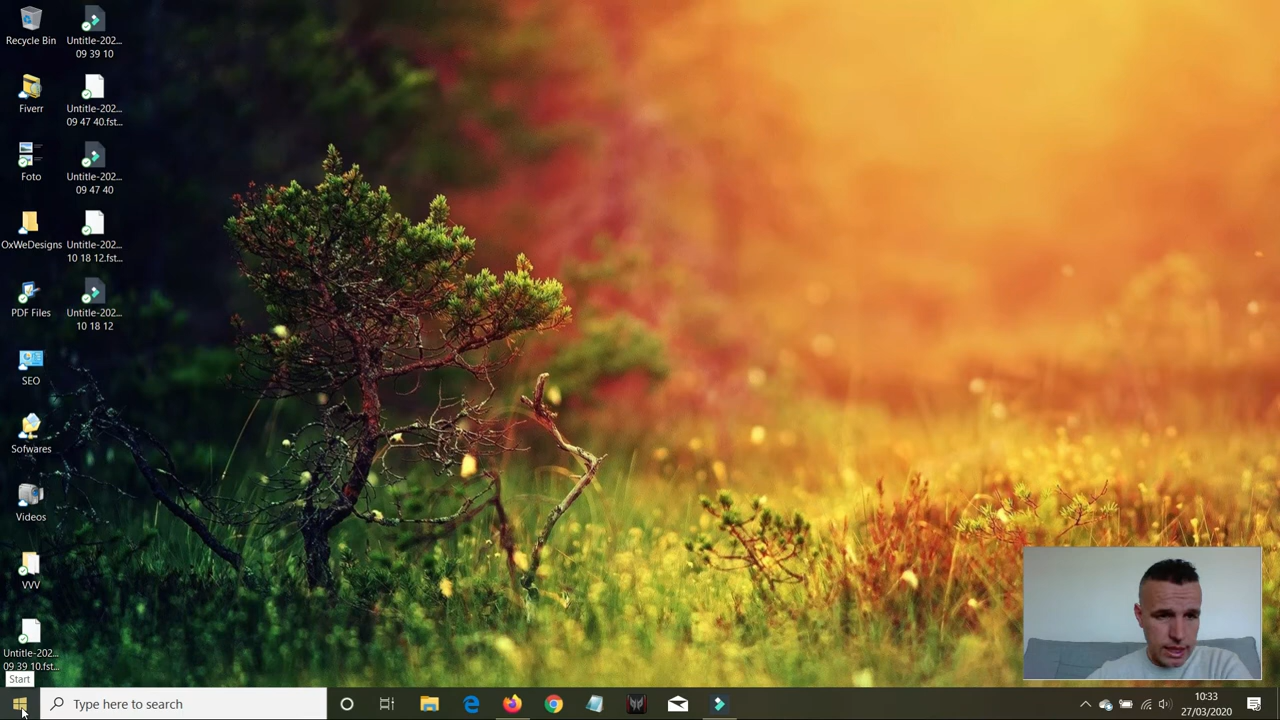 Recycle Bin
Untitle-202...
09 39 10
Fiverr
Untitle-202...
09 47 40.fst...
Foto
Untitle-202...
09 47 40
OxWeDesigns
Untitle-202...
10 18 12.fst...
PDF Files
Untitle-202...
10 18 12
SEO
Sofwares
Videos
VVV
Untitle-202...
09 39 10.fst...
Start
Type here to search
10:33
27/03/2020